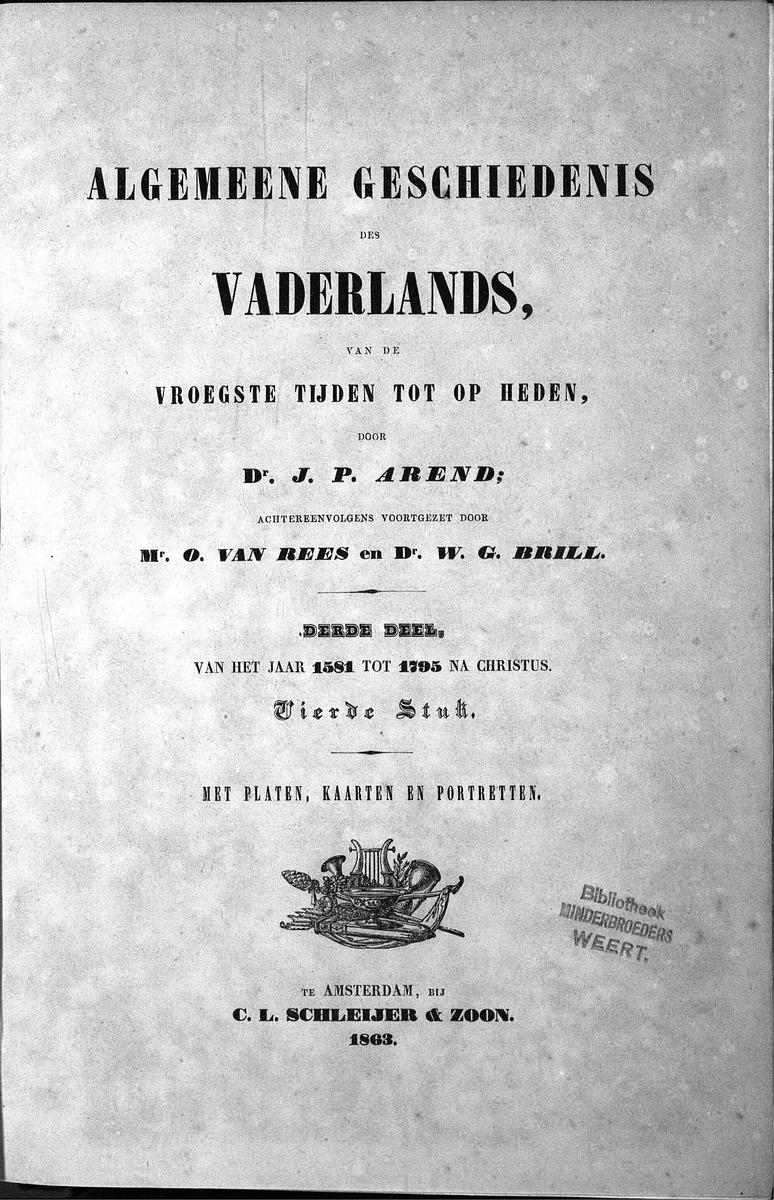 ALGEMEENE GESCHIEDENIS
DES
VADERLANDS,
VAN DE
VROEGSTE TIJDEN TOT OP HEDEN,
DOOR
Dr. J. P. AREND;
ACHTEREENVOLGENS VOORTGEZET DOOR
Mr. O. VAN REES en Dr. W. G. BRILL.
DERDE DEEL,
VAN HET JAAR 1581 TOT 1795 NA CHRISTUS.
Vierde Stuk.
MET PLATEN, KAARTEN EN PORTRETTEN.
Bibliotheek
MINDERBROEDERS
WEERT.
TE AMSTERDAM, BIJ
C. L. SCHLEIJER & ZOON.
1863.